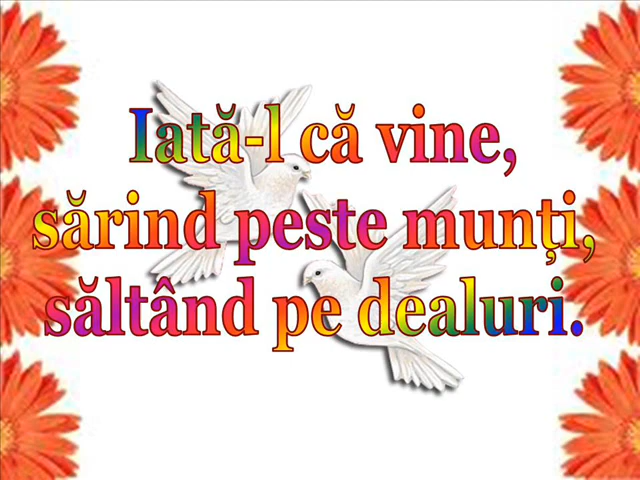 Iată-l că vine,
sărind peste munți,
săltând pe dealuri.